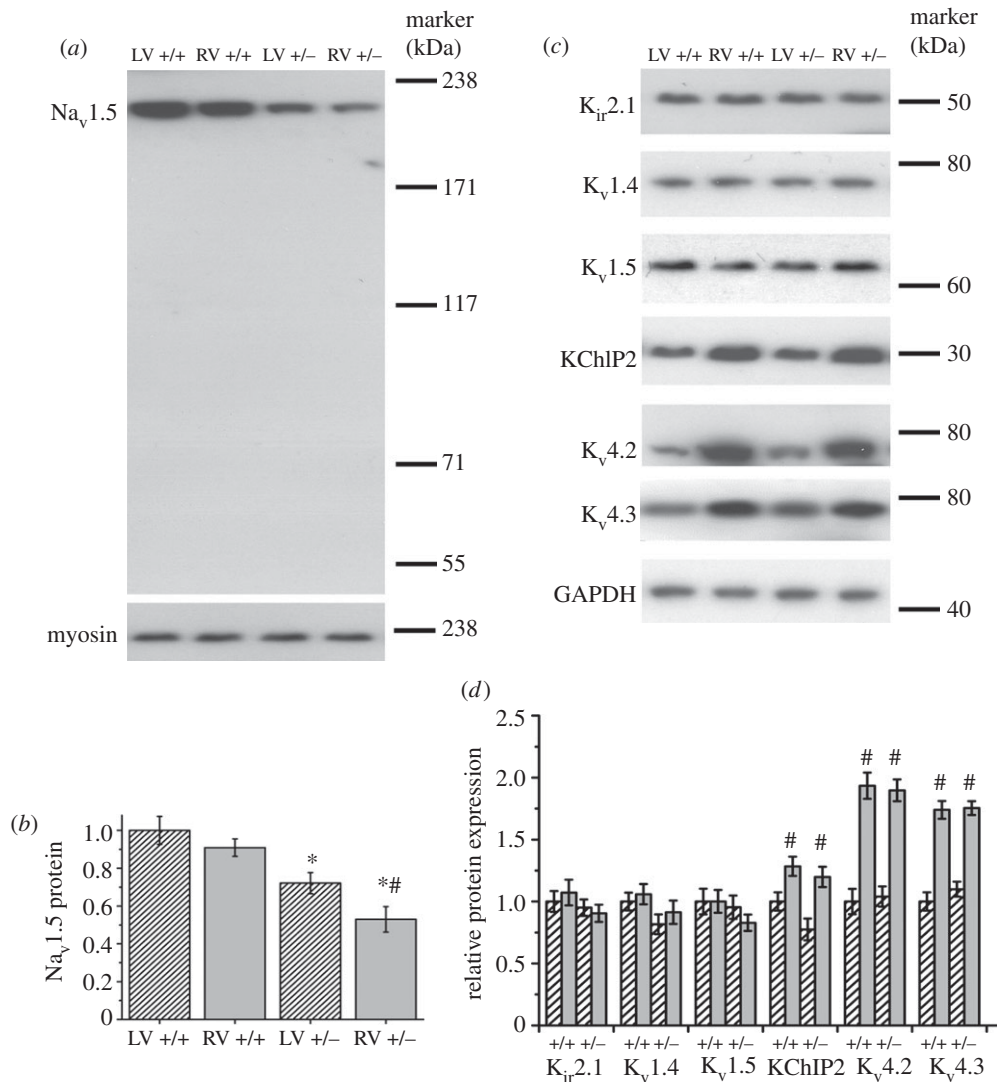 (a)
marker
(kDa)
LV +/+ RV +/+ LV +/– RV +/–
Nav1.5
238
171
117
71
55
myosin
238
(c)
marker
(kDa)
LV +/+ RV +/+ LV +/– RV +/–
Kir2.1
50
Kv1.4
80
Kv1.5
60
KChlP2
30
Kv4.2
80
Kv4.3
80
GAPDH
40
(b)
Nav1.5 protein
1.0
0.8
0.6
0.4
0.2
0
*
*#
LV +/+ RV +/+ LV +/– RV +/–
(d)
relative protein expression
2.5
2.0
1.5
1.0
0.5
0
# # # # # #
+/+ +/– +/+ +/– +/+ +/– +/+ +/– +/+ +/– +/+ +/–
Kir2.1 Kv1.4 Kv1.5 KChIP2 Kv4.2 Kv4.3